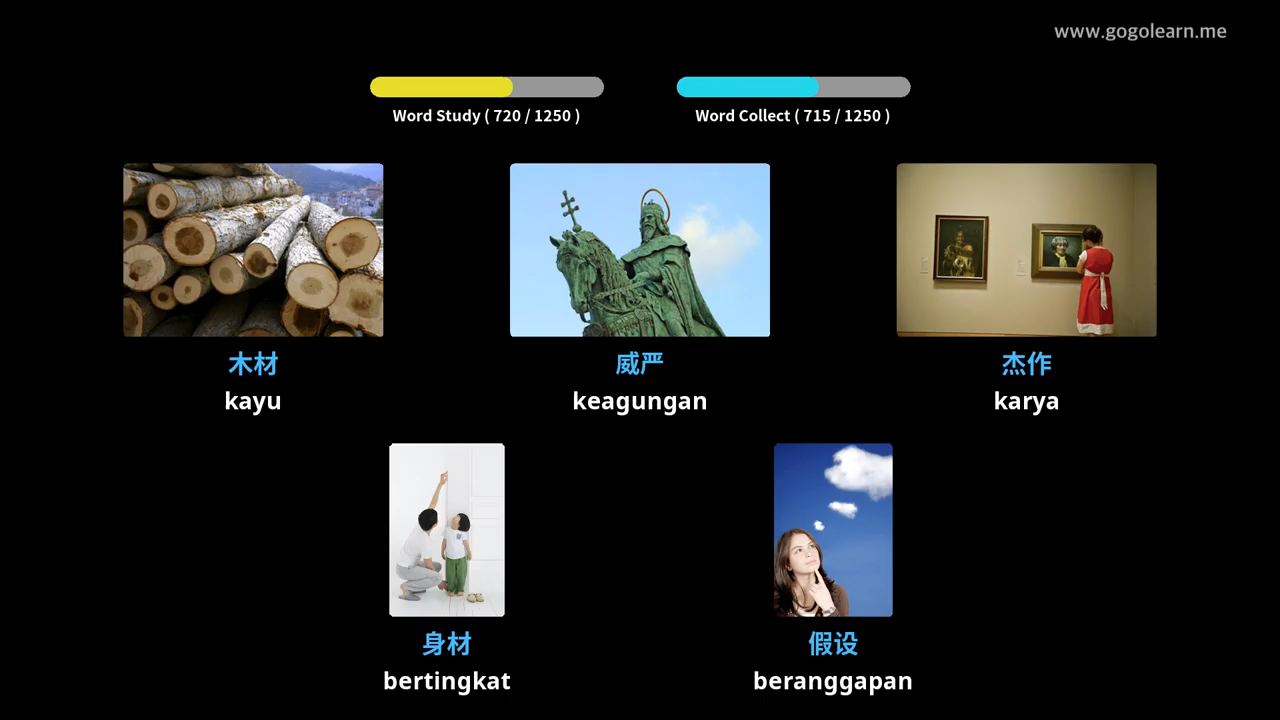 www.gogolearn.me
Word Study ( 720 / 1250 )
Word Collect ( 715 / 1250 )
木材
kayu
威严
keagungan
杰作
karya
身材
bertingkat
假设
beranggapan